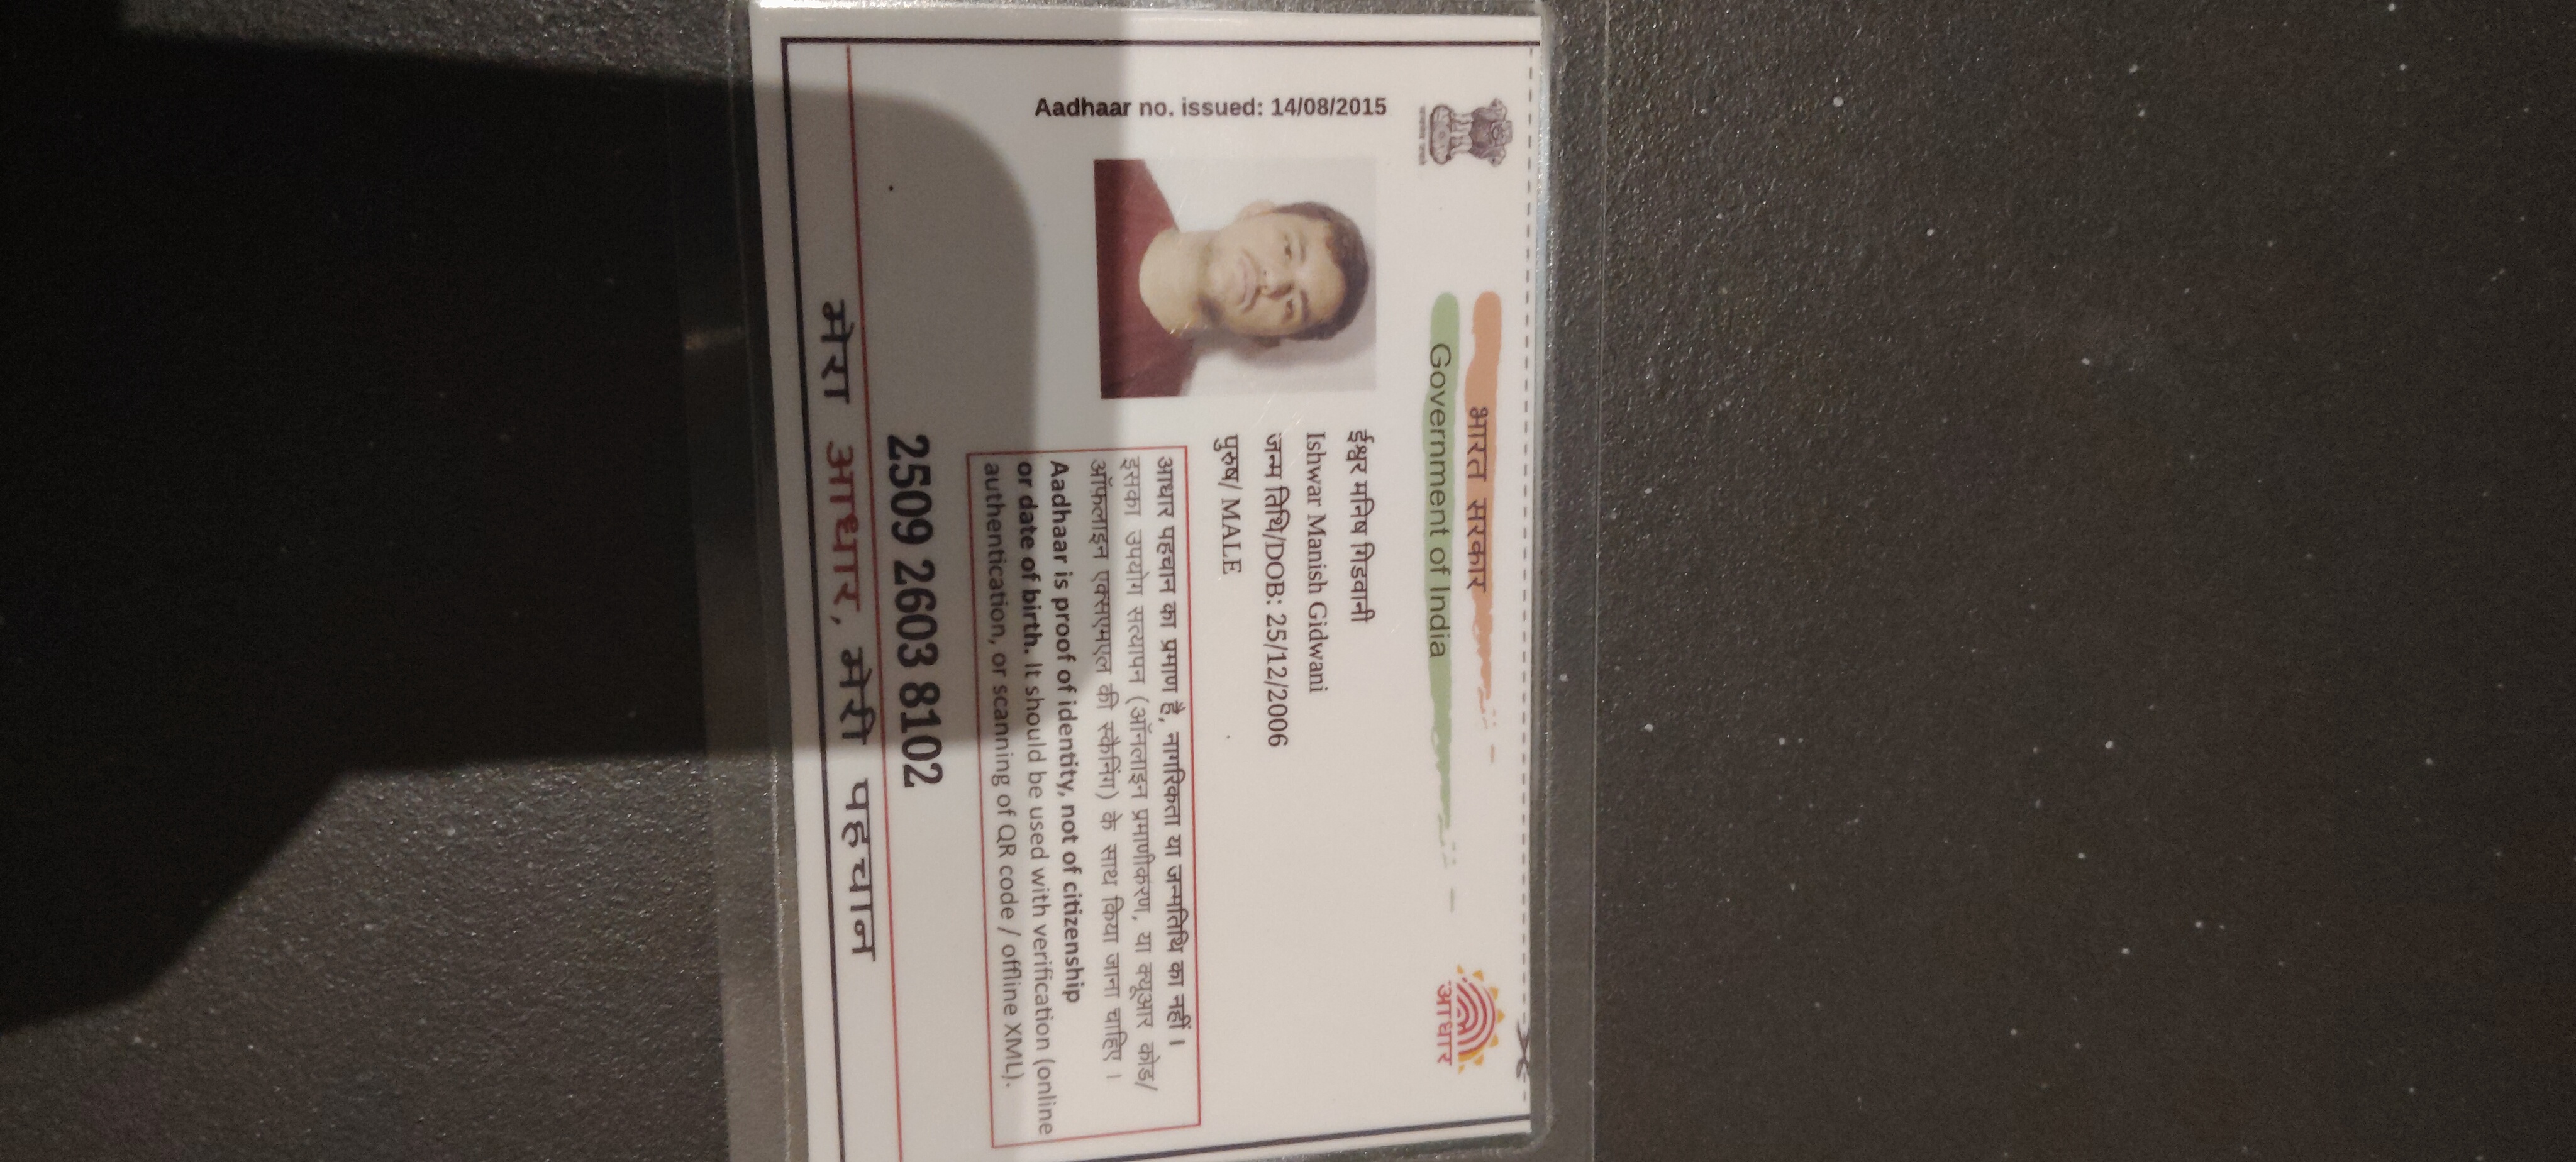 भारत सरकार
Government of India
आधार
Aadhaar no. issued: 14/08/2015
ईश्वर मनिष गिडवानी
Ishwar Manish Gidwani
जन्म तिथि/DOB: 25/12/2006
पुरुष/ MALE
आधार पहचान का प्रमाण है, नागरिकता या जन्मतिथि का नहीं ।
इसका उपयोग सत्यापन (ऑनलाइन प्रमाणीकरण, या क्यूआर कोड/
ऑफ़लाइन एक्सएमएल की स्कैनिंग) के साथ किया जाना चाहिए ।
Aadhaar is proof of identity, not of citizenship
or date of birth. It should be used with verification (online
authentication, or scanning of QR code / offline XML).
2509 2603 8102
मेरा आधार, मेरी पहचान